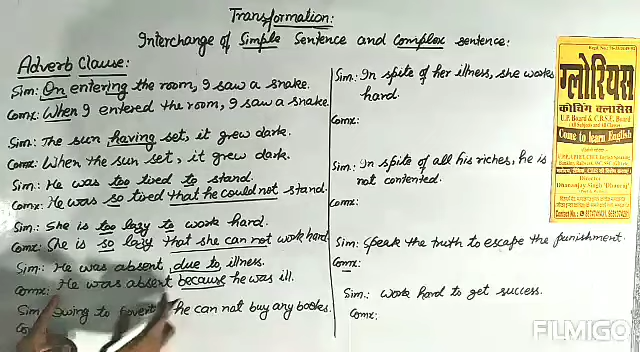 Transformation:
Interchange of Simple Sentence and Complex sentence:
Adverb Clause:
Sim: On entering the room, I saw a snake.
Comx: When I entered the room, I saw a snake.
Sim: The sun having set, it grew dark.
Comx: When the sun set, it grew dark.
Sim: He was too tired to stand.
Comx: He was so tired that he could not stand.
Sim: She is too lazy to work hard.
Comx: She is so lazy that she can not work hard
Sim: He was absent, due to, illness.
Comx: He was absent because he was ill.
Sim: Owing to he can not buy any books.
Sim: In spite of her illness, she works
hard.
Comx:
Sim: In spite of all his riches, he is
not contented.
Comx:
Sim: Speak the truth to escape the punishment.
Comx:
Sim: Work hard to get success.
Comx:
ग्लोरियस
कोचिंग क्लासेस
U.P. Board & C.B.S.E. Board
Come to learn English
Director
Dhananjay Singh 'Dhanraj'
FILMIGO